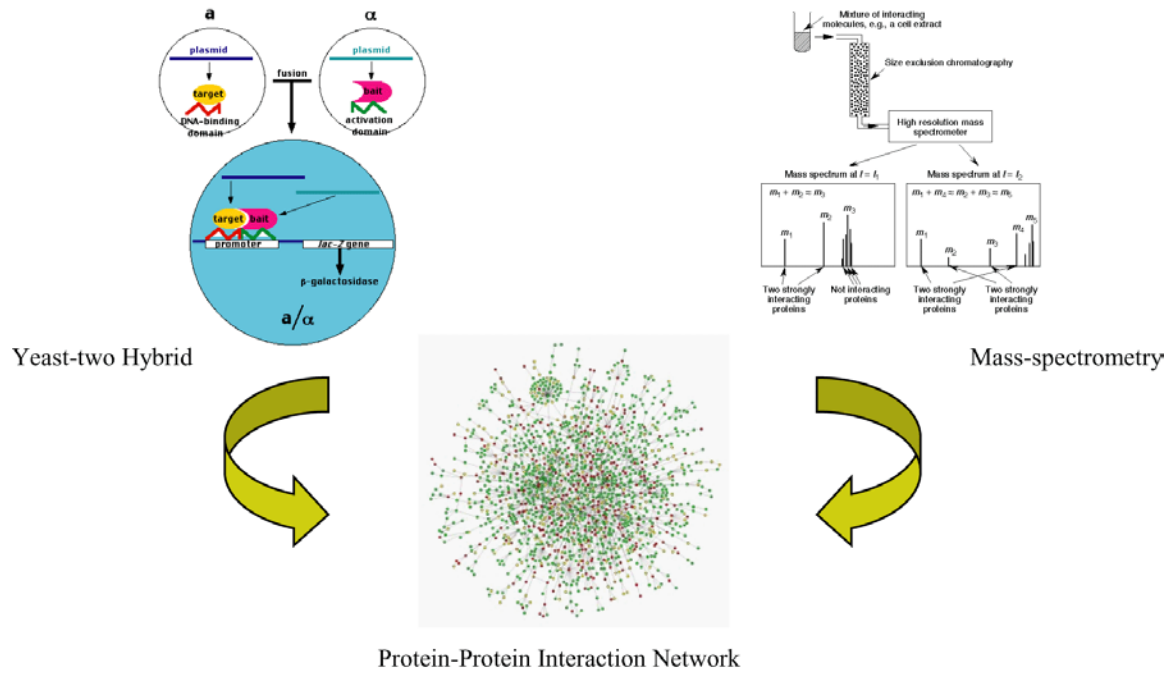 a
plasmid
target
DNA-binding
domain
fusion
α
plasmid
bait
activation
domain
target bait
promoter
lac-Z gene
β-galactosidase
a/α
Yeast-two Hybrid
Mixture of interacting
molecules, e.g., a cell extract
Size exclusion chromatography
High resolution mass
spectrometer
Mass spectrum at t = t₁
m₁ + m₂ ≈ m₃
m₁
m₂
m₃
Two strongly
interacting
proteins
Not interacting
proteins
Mass spectrum at t = t₂
m₁ + m₄ ≈ m₂ + m₃ ≈ m₅
m₁
m₂
m₃
m₄
m₅
Two strongly
interacting
proteins
Two strongly
interacting
proteins
Mass-spectrometry
Protein-Protein Interaction Network